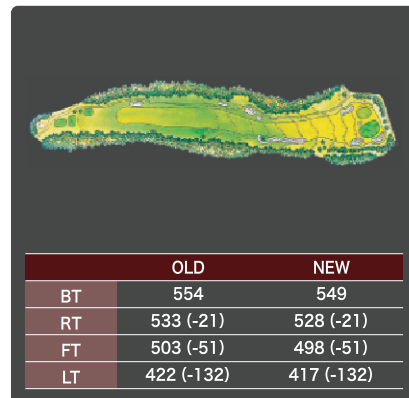 OLD NEW
BT 554 549
RT 533 (-21) 528 (-21)
FT 503 (-51) 498 (-51)
LT 422 (-132) 417 (-132)